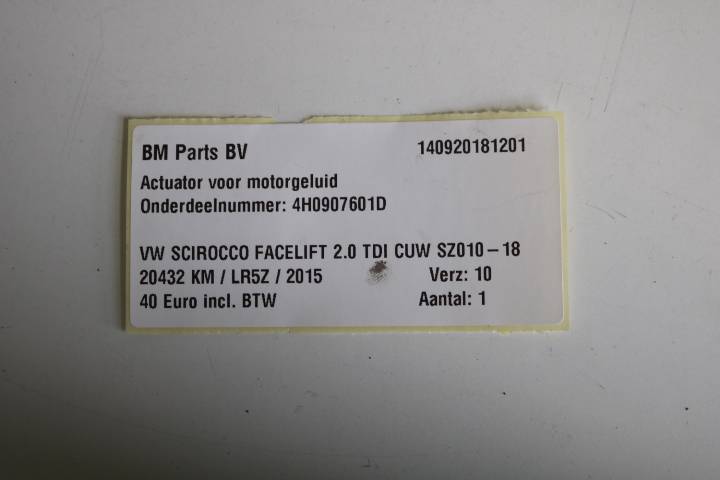 BM Parts BV 140920181201
Actuator voor motorgeluid
Onderdeelnummer: 4H0907601D
VW SCIROCCO FACELIFT 2.0 TDI CUW SZ010-18
20432 KM / LR5Z / 2015 Verz: 10
40 Euro incl. BTW Aantal: 1